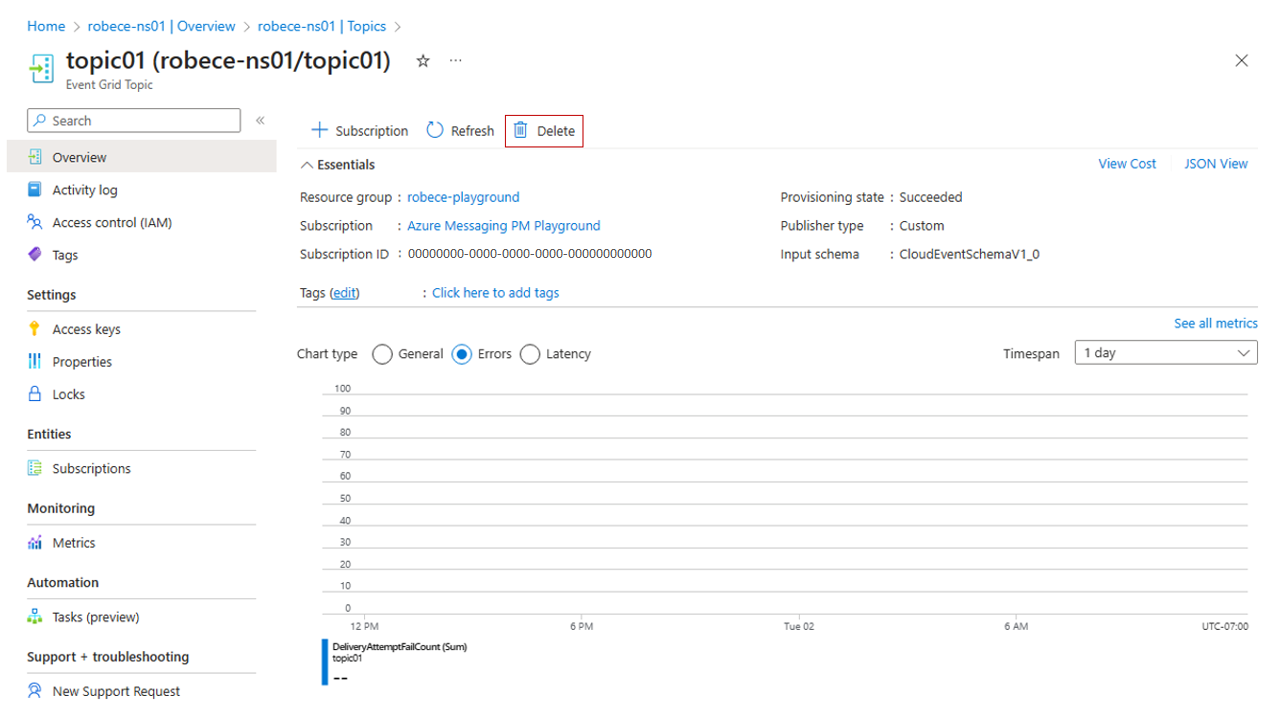 Home > robece-ns01 | Overview > robece-ns01 | Topics >
topic01 (robece-ns01/topic01)
Event Grid Topic
Search
Overview
Activity log
Access control (IAM)
Tags
Settings
Access keys
Properties
Locks
Entities
Subscriptions
Monitoring
Metrics
Automation
Tasks (preview)
Support + troubleshooting
New Support Request
Subscription Refresh Delete
Essentials
View Cost JSON View
Resource group : robece-playground
Subscription : Azure Messaging PM Playground
Subscription ID : 00000000-0000-0000-0000-000000000000
Provisioning state : Succeeded
Publisher type : Custom
Input schema : CloudEventSchemaV1_0
Tags (edit) : Click here to add tags
See all metrics
Chart type General Errors Latency
Timespan 1 day
100
90
80
70
60
50
40
30
20
10
0
12 PM 6 PM Tue 02 6 AM UTC-07:00
DeliveryAttemptFailCount (Sum)
topic01
--